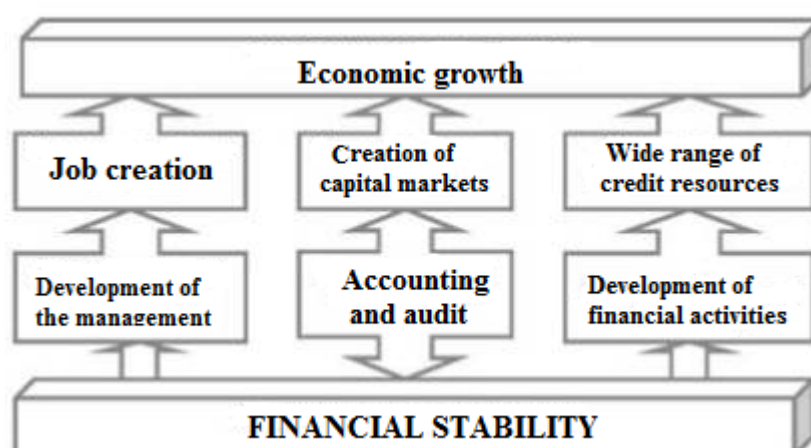 Economic growth
Job creation
Creation of
capital markets
Wide range of
credit resources
Development of
the management
Accounting
and audit
Development of
financial activities
FINANCIAL STABILITY